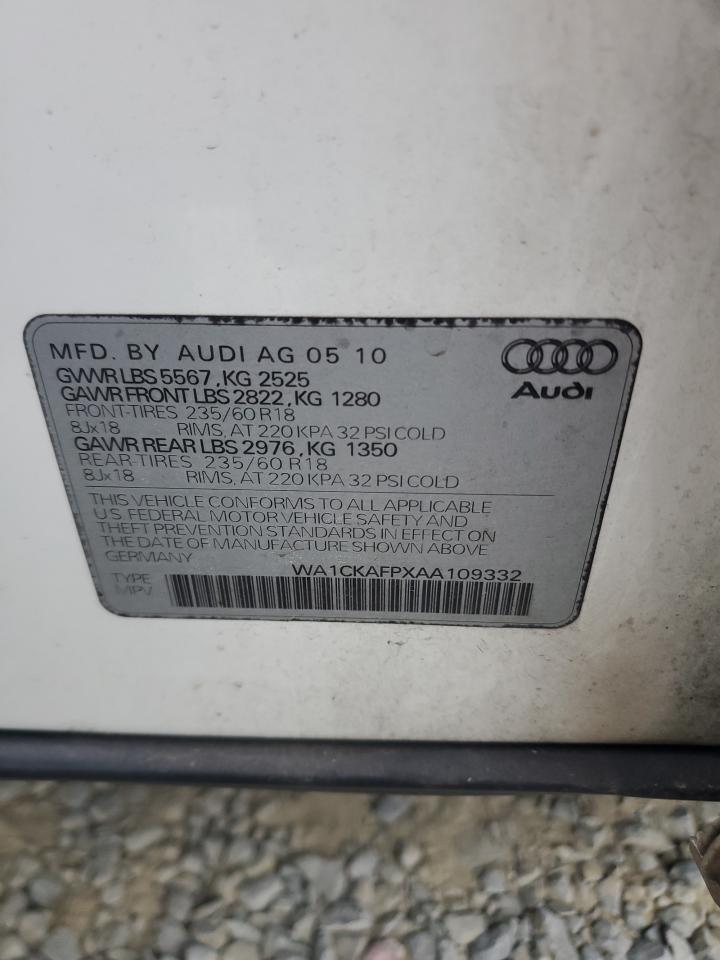 MFD. BY AUDI AG 05 10
GVWR LBS 5567, KG 2525
GAWR FRONT LBS 2822, KG 1280
FRONT-TIRES 235/60 R18
8Jx18 RIMS, AT 220 KPA 32 PSI COLD
GAWR REAR LBS 2976, KG 1350
REAR-TIRES 235/60 R18
8Jx18 RIMS, AT 220 KPA 32 PSI COLD
THIS VEHICLE CONFORMS TO ALL APPLICABLE
U.S. FEDERAL MOTOR VEHICLE SAFETY AND
THEFT PREVENTION STANDARDS IN EFFECT ON
THE DATE OF MANUFACTURE SHOWN ABOVE
GERMANY
WA1CKAFPXAA109332
TYPE
MPV
Audi